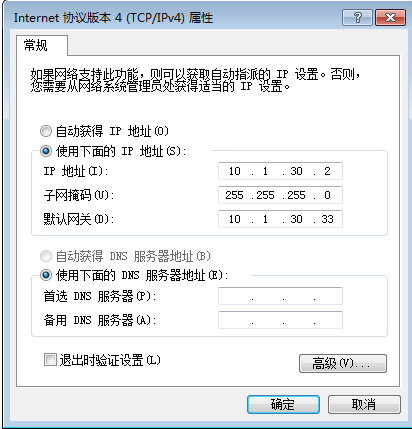 Internet 协议版本 4 (TCP/IPv4) 属性
常规
如果网络支持此功能，则可以获取自动指派的 IP 设置。否则，
您需要从网络系统管理员处获得适当的 IP 设置。
自动获得 IP 地址(O)
使用下面的 IP 地址(S):
IP 地址(I): 10 . 1 . 30 . 2
子网掩码(U): 255 .255 .255 . 0
默认网关(D): 10 . 1 . 30 . 33
自动获得 DNS 服务器地址(B)
使用下面的 DNS 服务器地址(E):
首选 DNS 服务器(P): . . .
备用 DNS 服务器(A): . . .
退出时验证设置(L)
高级(V)...
确定 取消